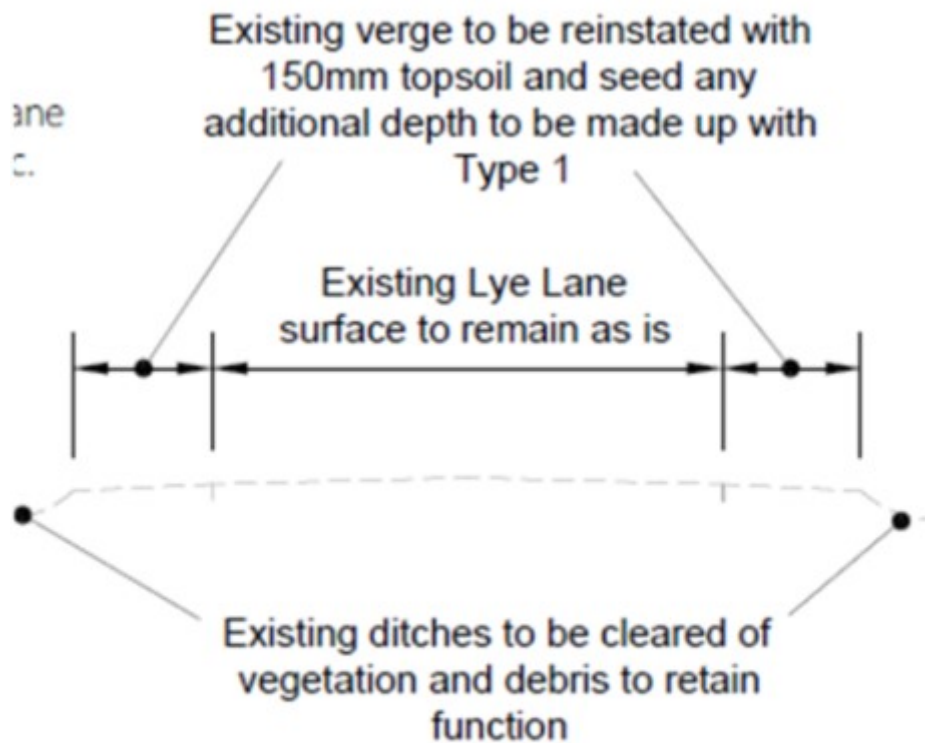 Existing verge to be reinstated with
150mm topsoil and seed any
additional depth to be made up with
Type 1
ane
c.
Existing Lye Lane
surface to remain as is
Existing ditches to be cleared of
vegetation and debris to retain
function